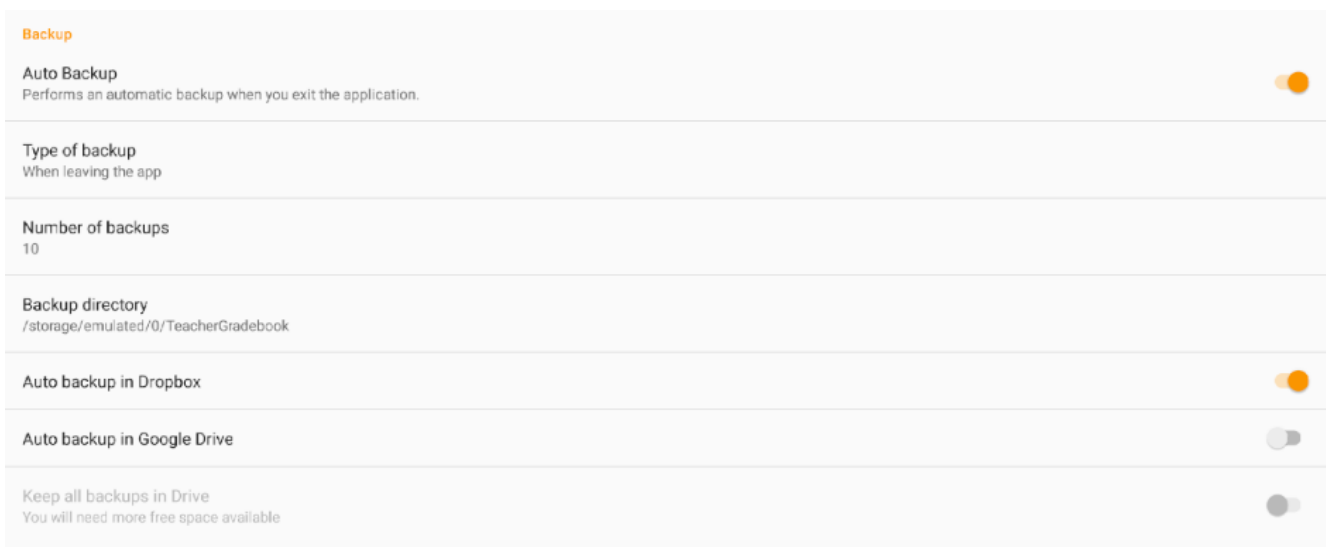 Backup
Auto Backup
Performs an automatic backup when you exit the application.
Type of backup
When leaving the app
Number of backups
10
Backup directory
/storage/emulated/0/TeacherGradebook
Auto backup in Dropbox
Auto backup in Google Drive
Keep all backups in Drive
You will need more free space available